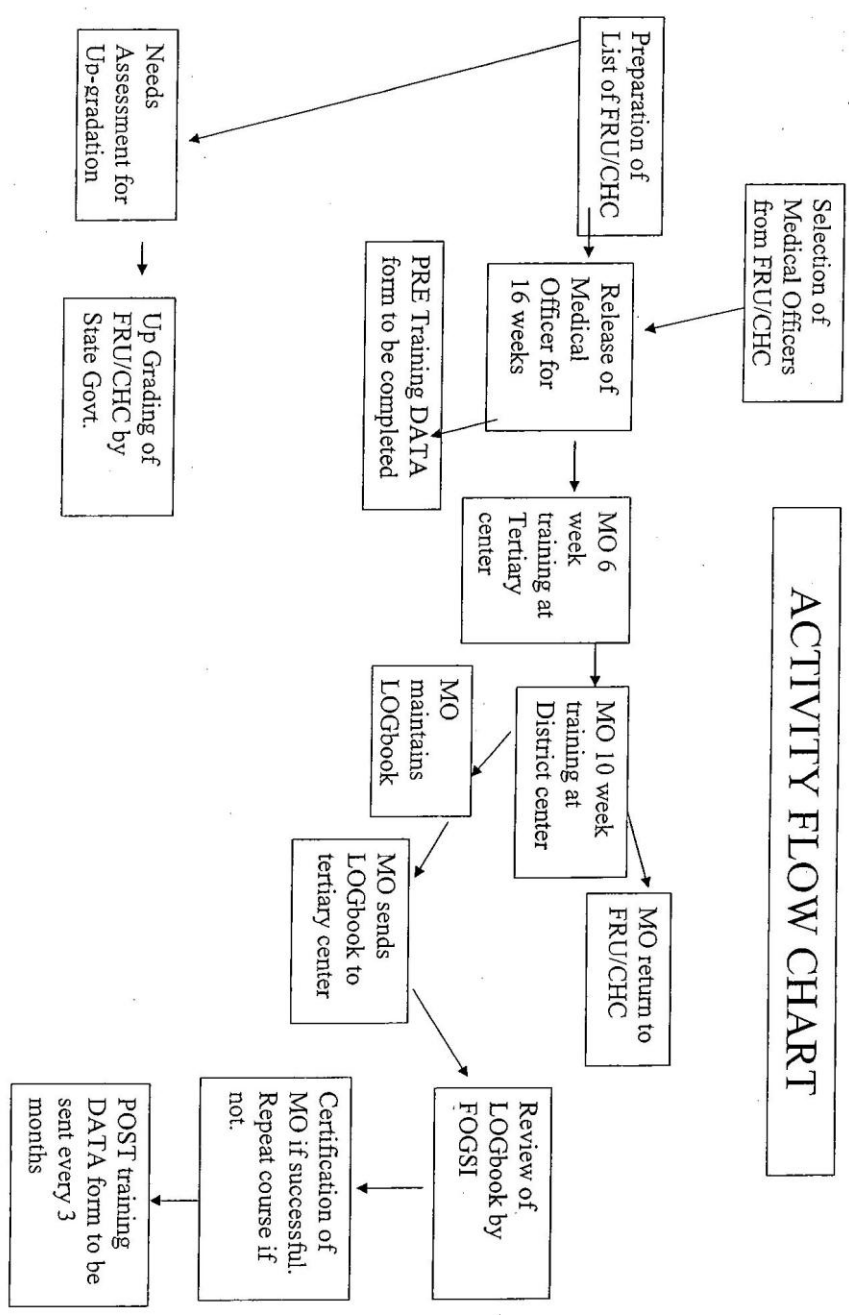 ACTIVITY FLOW CHART
Selection of
Medical Officers
from FRU/CHC
Preparation of
List of FRU/CHC
Release of
Medical
Officer for
16 weeks
MO 6
week
training at
Tertiary
center
MO 10 week
training at
District center
MO return to
FRU/CHC
PRE Training DATA
form to be completed
MO
maintains
LOGbook
MO sends
LOGbook to
tertiary center
Review of
LOGbook by
FOGSI
Needs
Assessment for
Up-gradation
Up Grading of
FRU/CHC by
State Govt.
Certification of
MO if successful.
Repeat course if
not.
POST training
DATA form to be
sent every 3
months